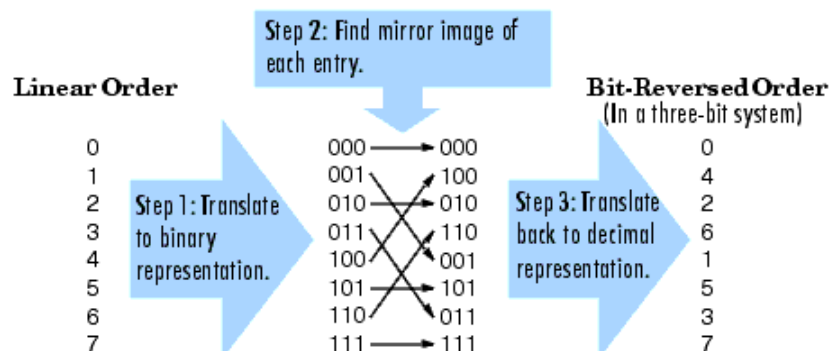 Step 2: Find mirror image of
each entry.
Linear Order
Bit-Reversed Order
(In a three-bit system)
0 000 000 0
1 001 100 4
2 010 010 2
3 011 110 6
4 100 001 1
5 101 101 5
6 110 011 3
7 111 111 7
Step 1: Translate
to binary
representation.
Step 3: Translate
back to decimal
representation.